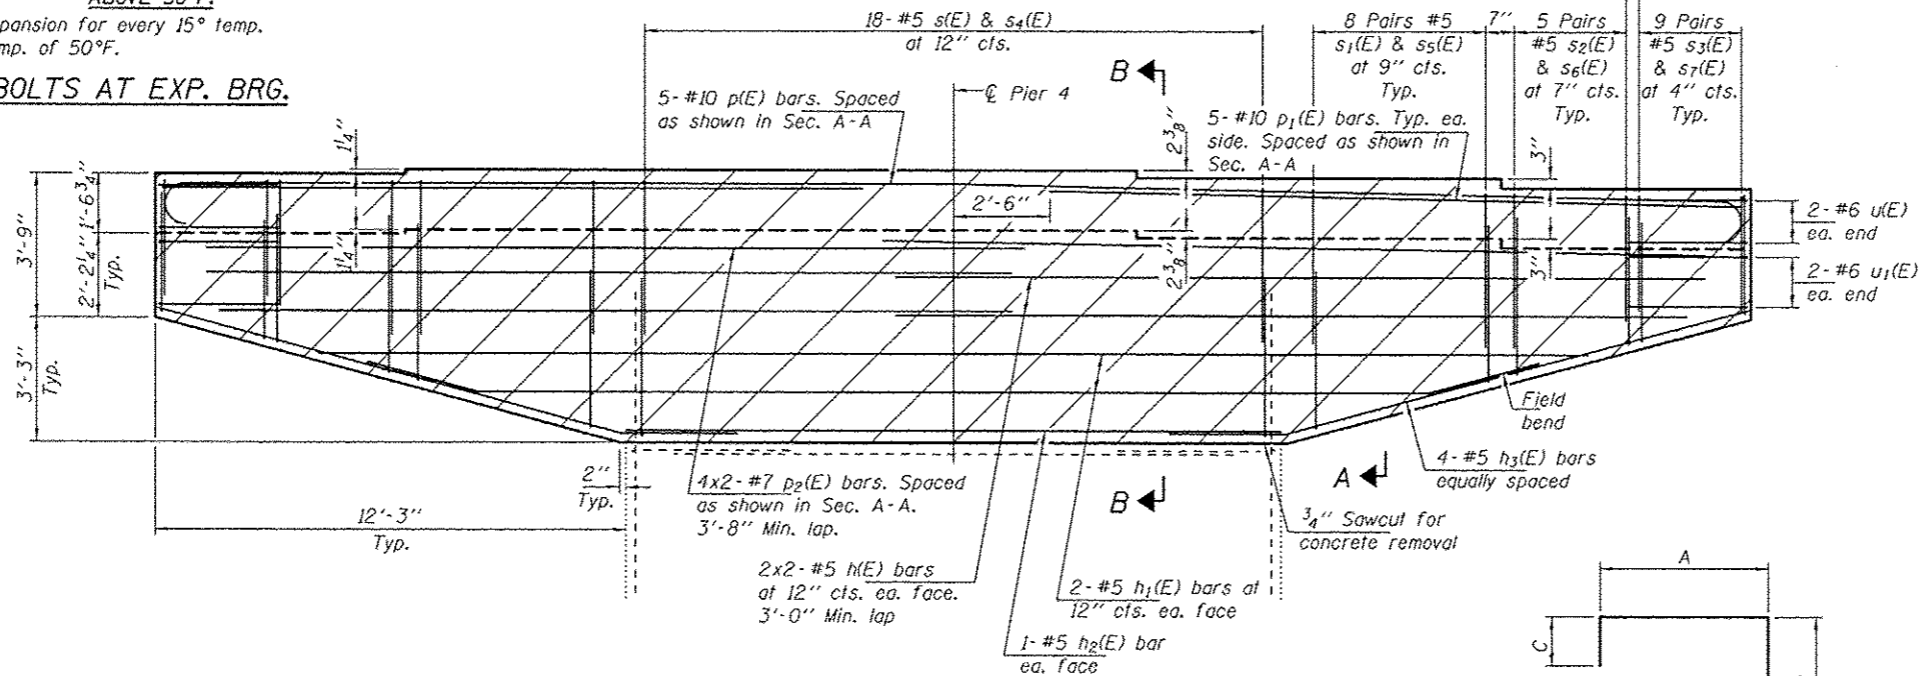 ABOVE 50°F.
pansion for every 15° temp.
mp. of 50°F.
BOLTS AT EXP. BRG.
18-#5 s(E) & s4(E)
at 12" cts.
8 Pairs #5
s1(E) & s5(E)
at 9" cts.
Typ.
7"
5 Pairs
#5 s2(E)
& s6(E)
at 7" cts.
Typ.
9 Pairs
#5 s3(E)
& s7(E)
at 4" cts.
Typ.
B
℄ Pier 4
5-#10 p(E) bars. Spaced
as shown in Sec. A-A
5-#10 p1(E) bars. Typ. ea.
side. Spaced as shown in
Sec. A-A
1¼"
2⅜"
3"
2'-6"
3'-9"
1'-6¾"
2'-2¼"
Typ.
1¼"
2⅜"
3"
2-#6 u(E)
ea. end
2-#6 u1(E)
ea. end
3'-3"
Typ.
Field
bend
2"
Typ.
12'-3"
Typ.
4x2-#7 p2(E) bars. Spaced
as shown in Sec. A-A.
3'-8" Min. lap.
B
A
4-#5 h3(E) bars
equally spaced
¾" Sawcut for
concrete removal
2x2-#5 h(E) bars
at 12" cts. ea. face.
3'-0" Min. lap
2-#5 h1(E) bars at
12" cts. ea. face
1-#5 h2(E) bar
ea. face
A
C